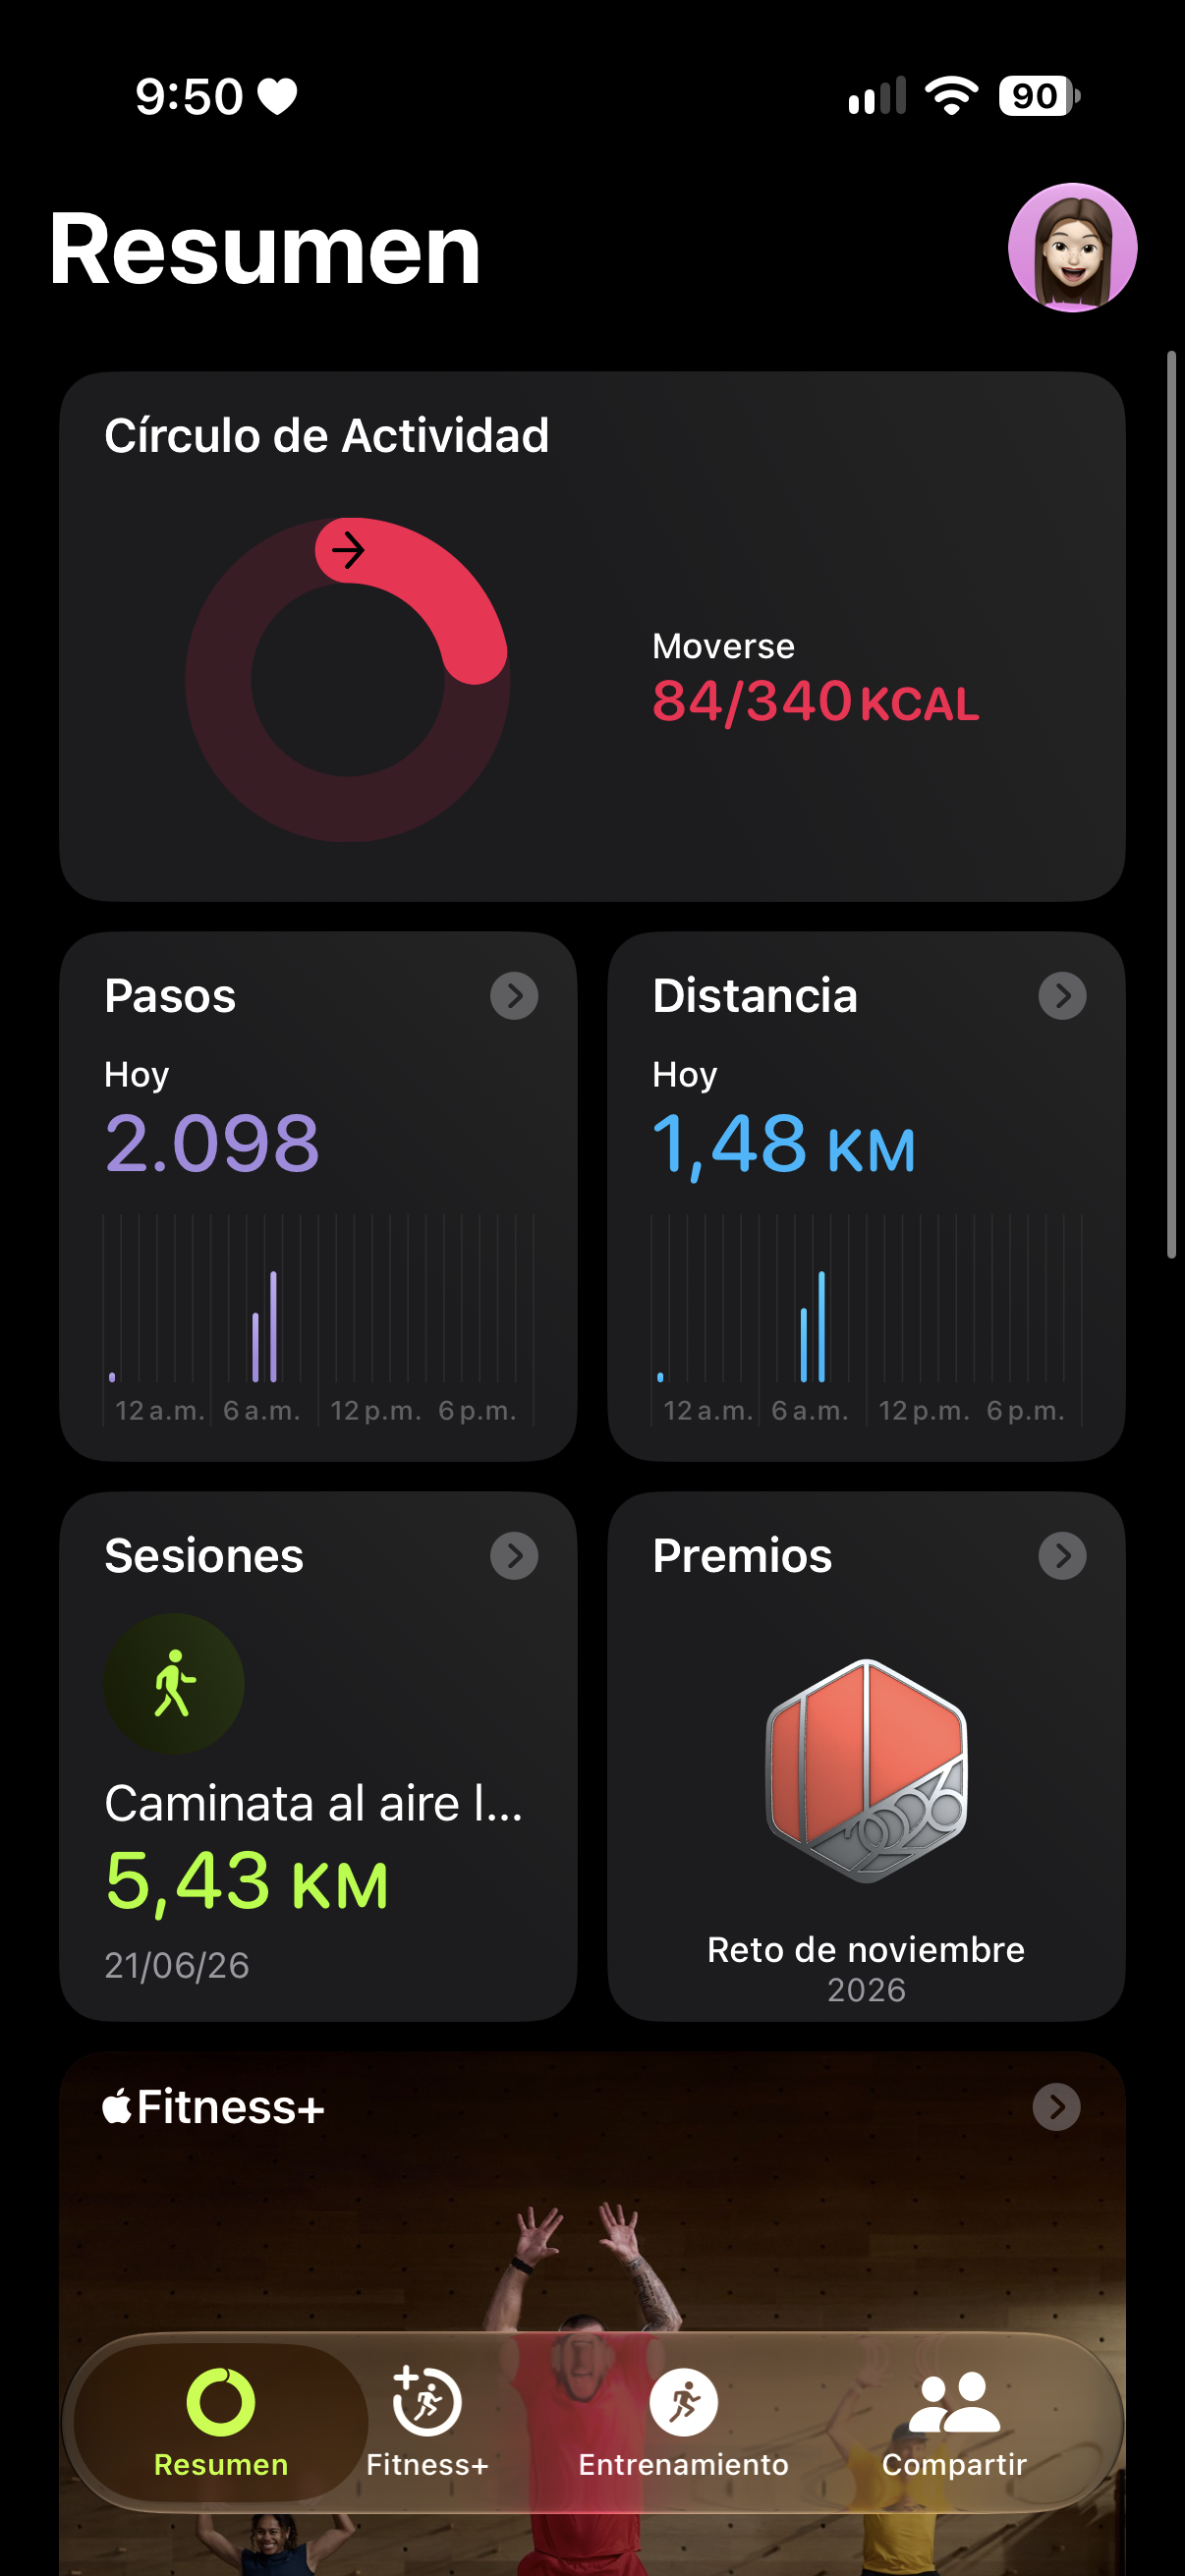 9:50
90
Resumen
Círculo de Actividad
Moverse
84/340KCAL
Pasos
Hoy
2.098
12 a.m. 6 a.m. 12 p.m. 6 p.m.
Distancia
Hoy
1,48 KM
12 a.m. 6 a.m. 12 p.m. 6 p.m.
Sesiones
Caminata al aire l...
5,43 KM
21/06/26
Premios
2026
Reto de noviembre
2026
Fitness+
Resumen
Fitness+
Entrenamiento
Compartir